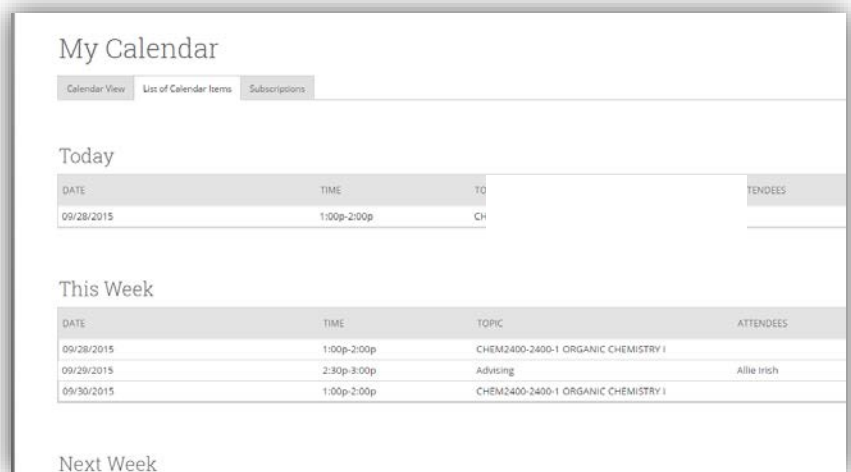 My Calendar
Calendar View List of Calendar Items Subscriptions
Today
DATE TIME
09/28/2015 1:00p-2:00p
This Week
DATE TIME TOPIC ATTENDEES
09/28/2015 1:00p-2:00p CHEM2400-2400-1 ORGANIC CHEMISTRY I
09/29/2015 2:30p-3:00p Advising Allie Irish
09/30/2015 1:00p-2:00p CHEM2400-2400-1 ORGANIC CHEMISTRY I
Next Week